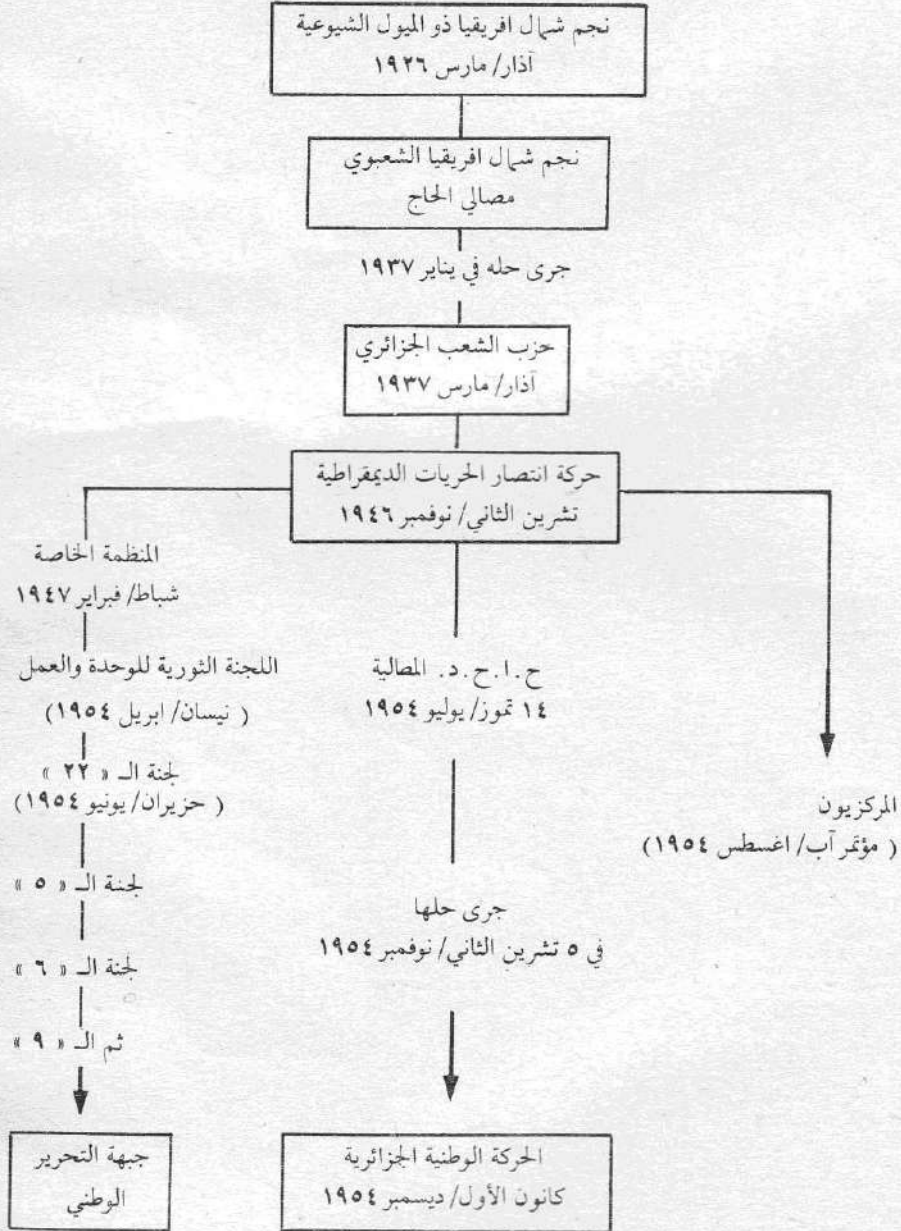 نجم شمال افريقيا ذو الميول الشيوعية
آذار/ مارس ١٩٢٦
نجم شمال افريقيا الشعبوي
مصالي الحاج
جرى حله في يناير ١٩٣٧
حزب الشعب الجزائري
آذار/ مارس ١٩٣٧
حركة انتصار الحريات الديمقراطية
تشرين الثاني/ نوفمبر ١٩٤٦
المنظمة الخاصة
شباط/ فبراير ١٩٤٧
اللجنة الثورية للوحدة والعمل
( نيسان/ ابريل ١٩٥٤)
لجنة الـ « ٢٢ »
( حزيران/ يونيو ١٩٥٤)
لجنة الـ « ٥ »
لجنة الـ « ٦ »
ثم الـ « ٩ »
جبهة التحرير
الوطني
ح.ا.ح.د. المصالية
١٤ تموز/ يوليو ١٩٥٤
جرى حلها
في ٥ تشرين الثاني/ نوفمبر ١٩٥٤
الحركة الوطنية الجزائرية
كانون الأول/ ديسمبر ١٩٥٤
المركزيون
( مؤتمر آب/ اغسطس ١٩٥٤)